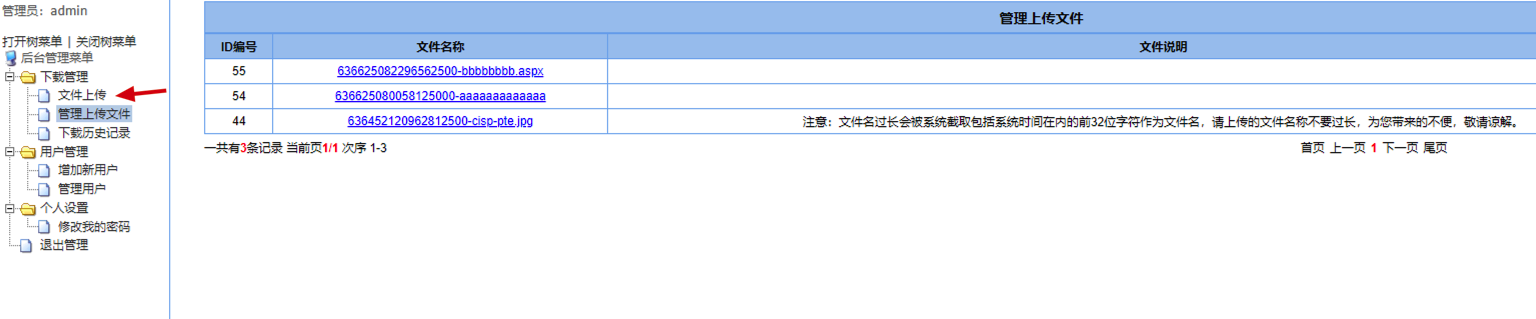 管理员：admin
打开树菜单 | 关闭树菜单
后台管理菜单
下载管理
文件上传
管理上传文件
下载历史记录
用户管理
增加新用户
管理用户
个人设置
修改我的密码
退出管理
管理上传文件
ID编号 文件名称 文件说明
55 636625082296562500-bbbbbbbb.aspx
54 636625080058125000-aaaaaaaaaaaaa
44 636452120962812500-cisp-pte.jpg 注意：文件名过长会被系统截取包括系统时间在内的前32位字符作为文件名，请上传的文件名称不要过长，为您带来的不便，敬请谅解。
一共有3条记录 当前页1/1 次序 1-3 首页 上一页 1 下一页 尾页